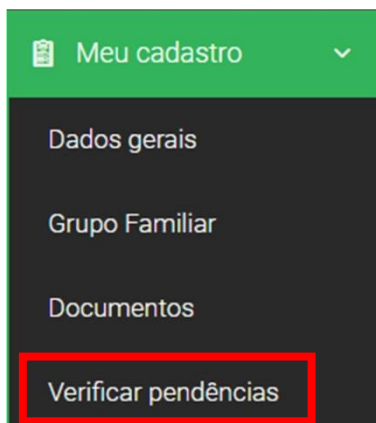 Meu cadastro
Dados gerais
Grupo Familiar
Documentos
Verificar pendências